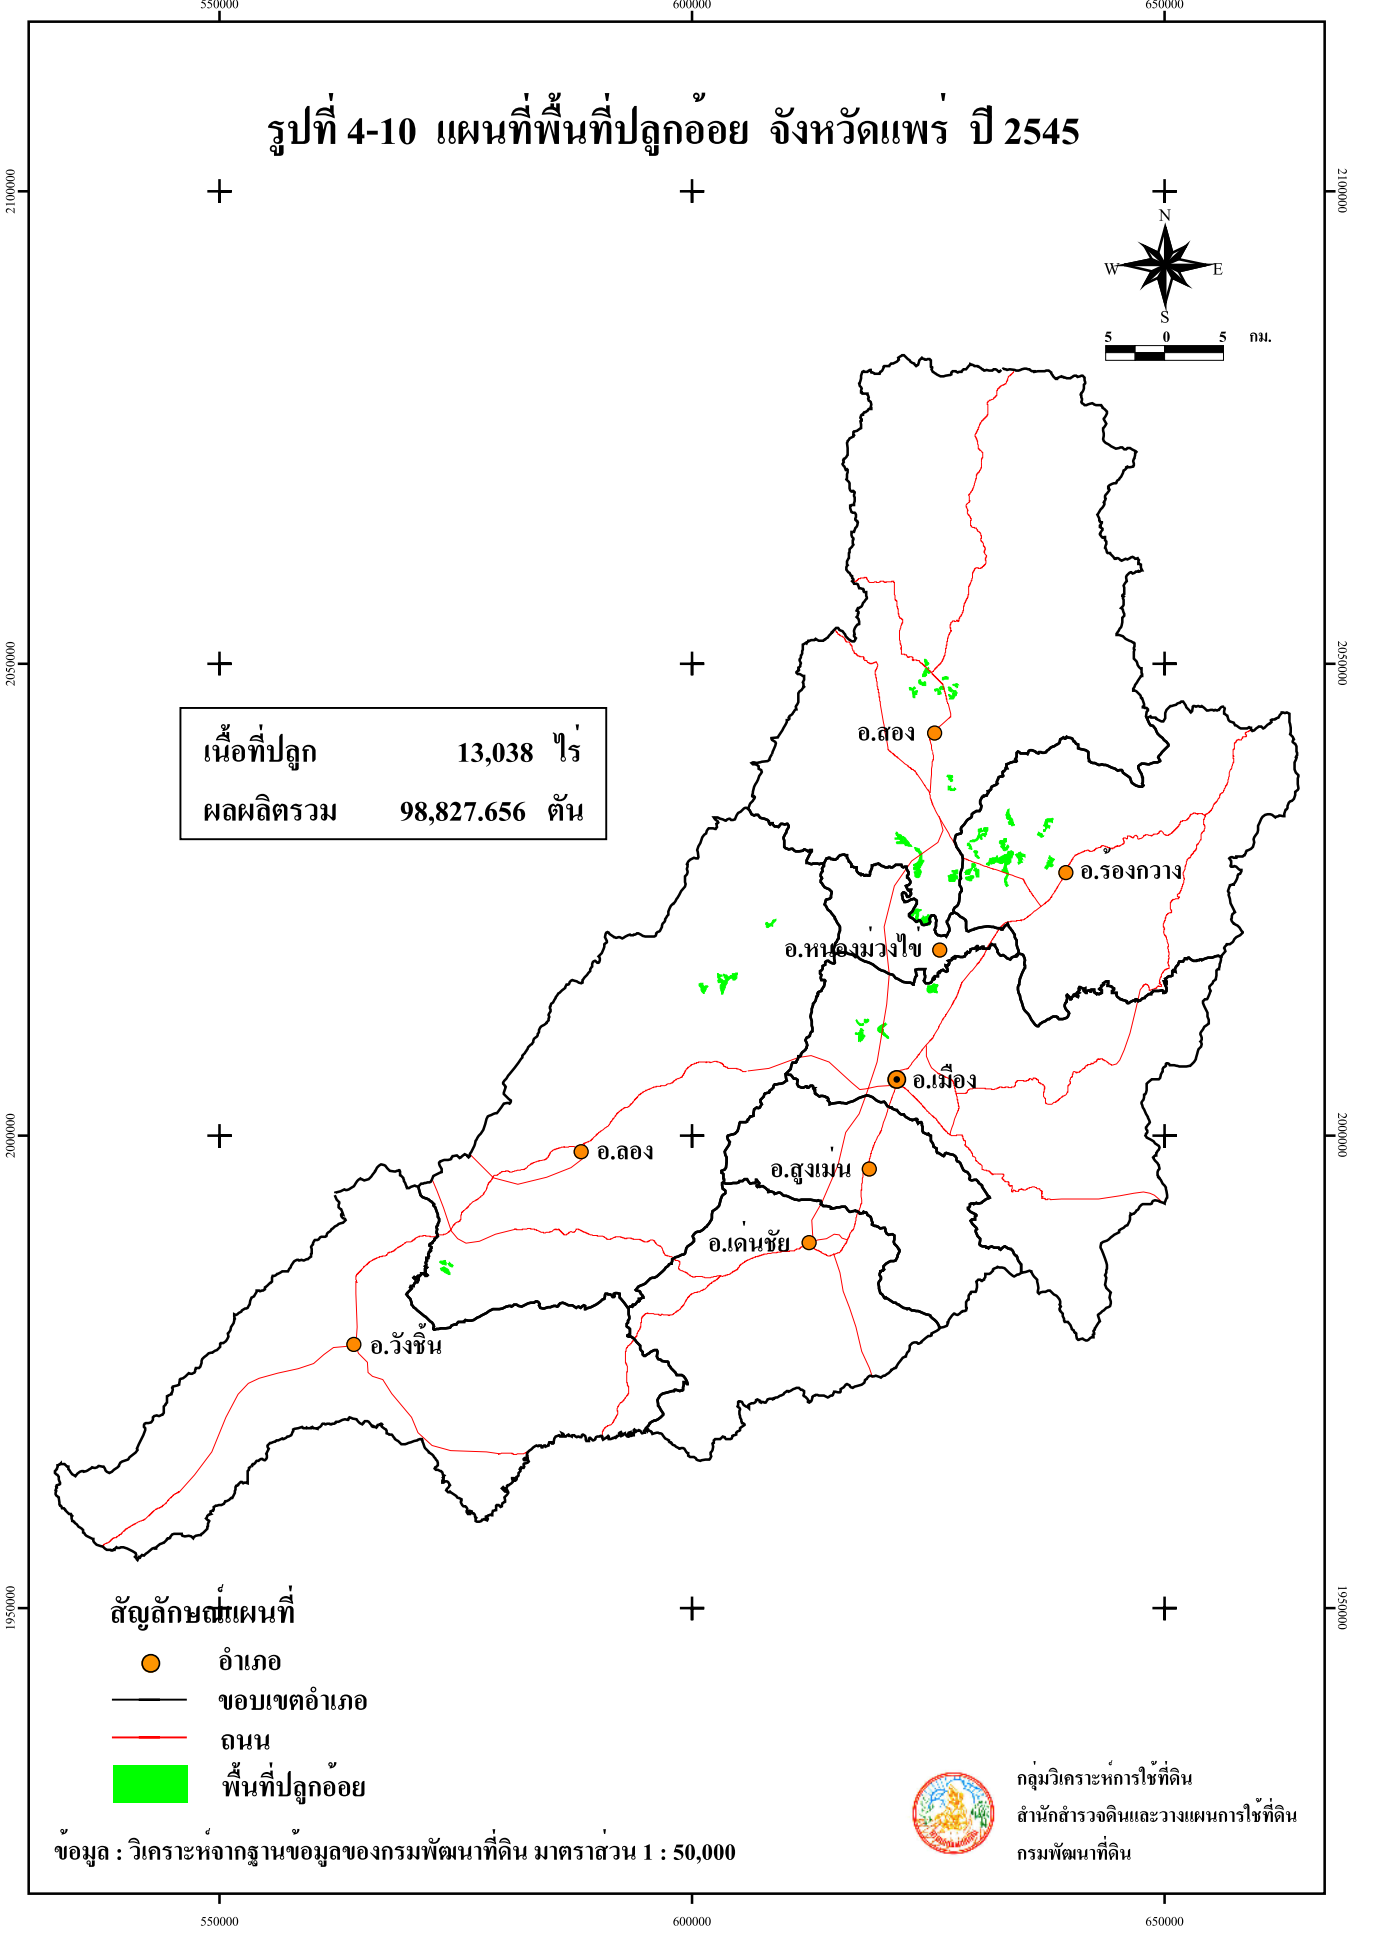 550000 600000 650000
รูปที่ 4-10 แผนที่พื้นที่ปลูกอ้อย จังหวัดแพร่ ปี 2545
2100000 2100000
N
W E
S
5 0 5 กม.
2050000 2050000
เนื้อที่ปลูก 13,038 ไร่
ผลผลิตรวม 98,827.656 ตัน
อ.สอง
อ.ร้องกวาง
อ.หนองม่วงไข่
อ.เมือง
2000000 2000000
อ.ลอง
อ.สูงเม่น
อ.เด่นชัย
อ.วังชิ้น
1950000 1950000
สัญลักษณ์แผนที่
อำเภอ
ขอบเขตอำเภอ
ถนน
พื้นที่ปลูกอ้อย
กลุ่มวิเคราะห์การใช้ที่ดิน
สำนักสำรวจดินและวางแผนการใช้ที่ดิน
กรมพัฒนาที่ดิน
ข้อมูล : วิเคราะห์จากฐานข้อมูลของกรมพัฒนาที่ดิน มาตราส่วน 1 : 50,000
550000 600000 650000